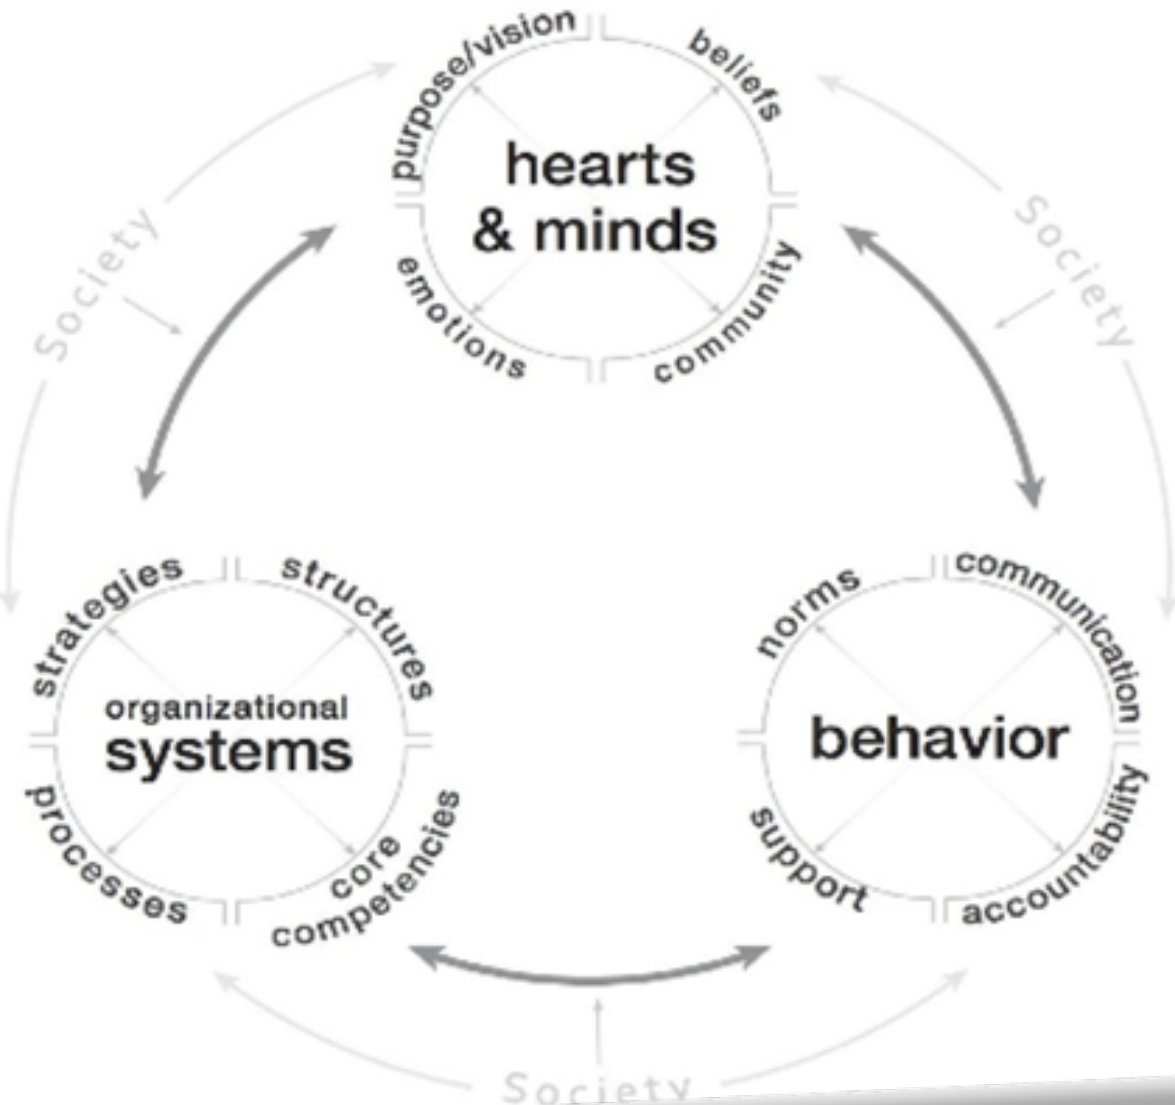 purpose/vision
beliefs
hearts
& minds
emotions
community
Society
Society
strategies
structures
organizational
systems
processes
core
competencies
norms
communication
behavior
support
accountability
Society